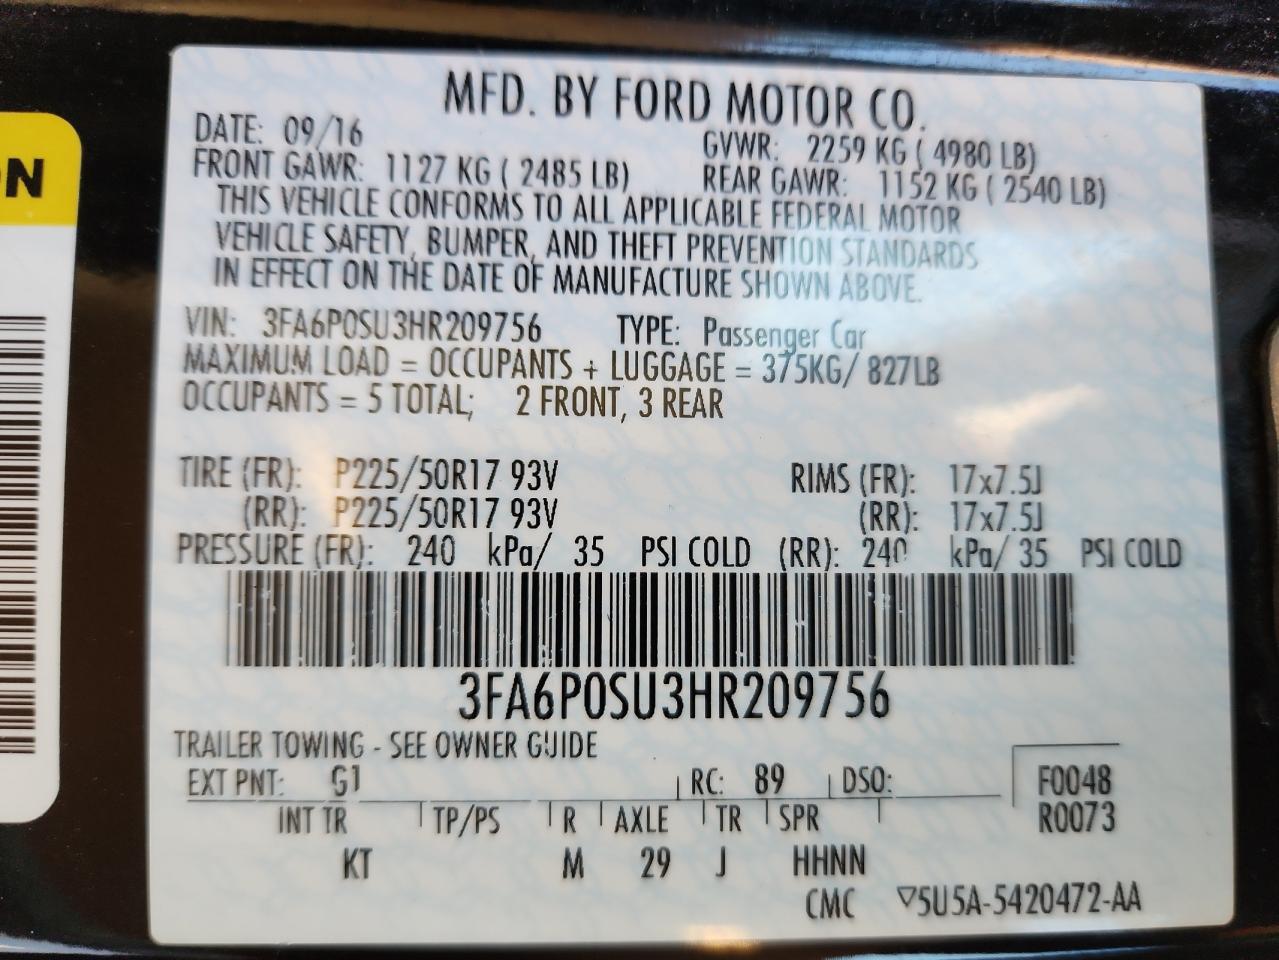 MFD. BY FORD MOTOR CO.
DATE: 09/16 GVWR: 2259 KG ( 4980 LB)
FRONT GAWR: 1127 KG ( 2485 LB) REAR GAWR: 1152 KG ( 2540 LB)
THIS VEHICLE CONFORMS TO ALL APPLICABLE FEDERAL MOTOR
VEHICLE SAFETY, BUMPER, AND THEFT PREVENTION STANDARDS
IN EFFECT ON THE DATE OF MANUFACTURE SHOWN ABOVE.
VIN: 3FA6P0SU3HR209756 TYPE: Passenger Car
MAXIMUM LOAD = OCCUPANTS + LUGGAGE = 375KG/ 827LB
OCCUPANTS = 5 TOTAL; 2 FRONT, 3 REAR
TIRE (FR): P225/50R17 93V RIMS (FR): 17x7.5J
(RR): P225/50R17 93V (RR): 17x7.5J
PRESSURE (FR): 240 kPa/ 35 PSI COLD (RR): 240 kPa/ 35 PSI COLD
3FA6P0SU3HR209756
TRAILER TOWING - SEE OWNER GUIDE
EXT PNT: G1 RC: 89 DSO: F0048
INT TR TP/PS R AXLE TR SPR R0073
KT M 29 J HHNN
CMC ▽5U5A-5420472-AA